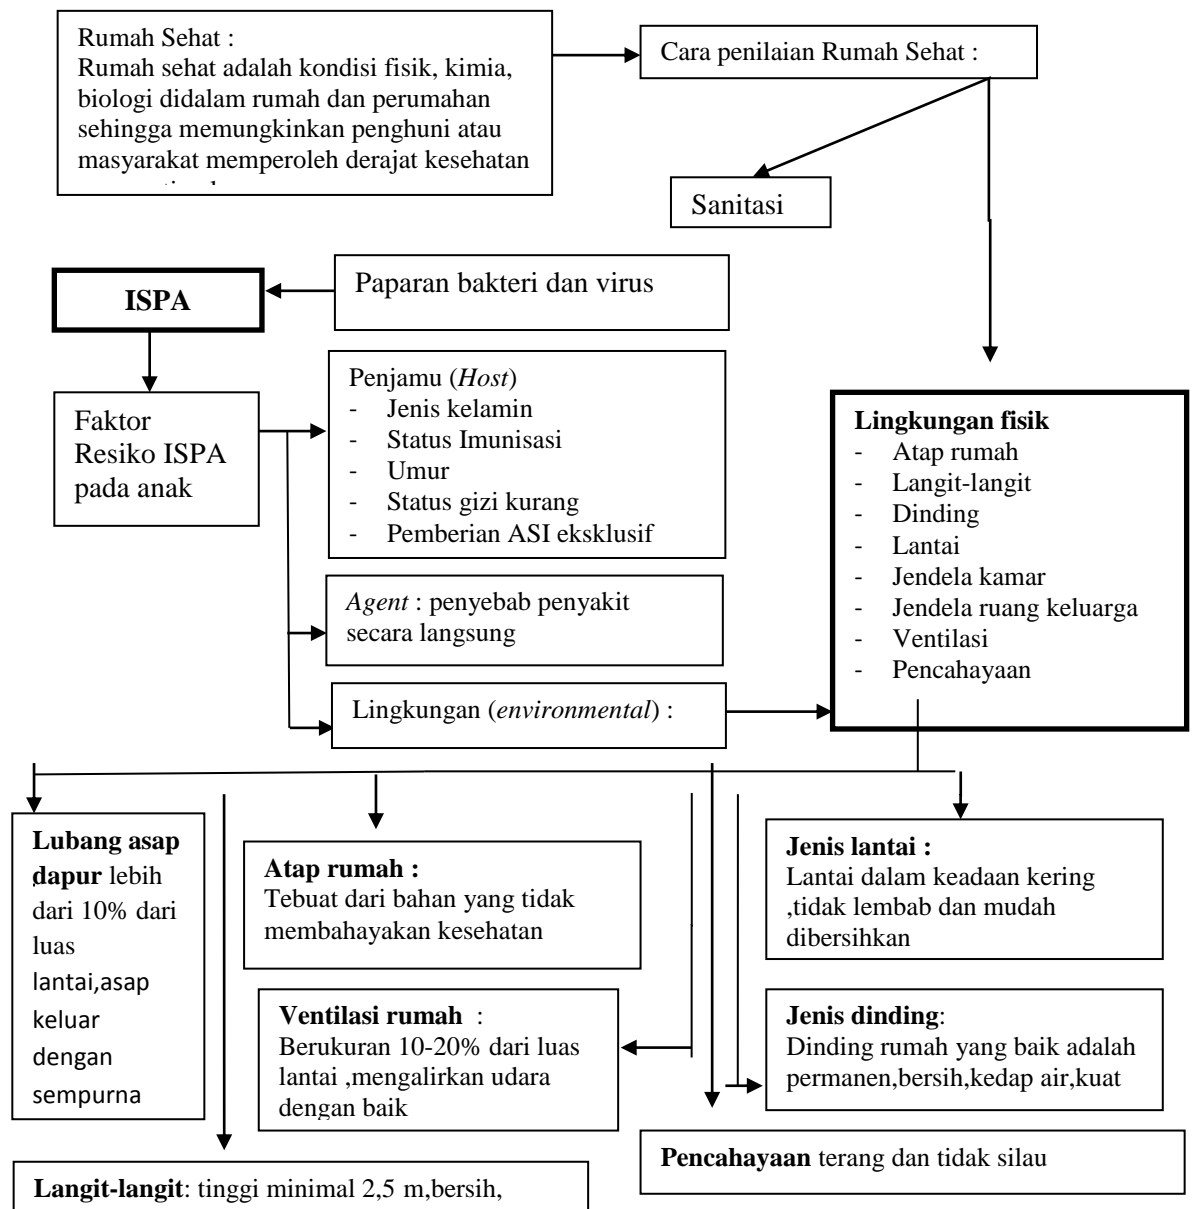 Rumah Sehat :
Rumah sehat adalah kondisi fisik, kimia,
biologi didalam rumah dan perumahan
sehingga memungkinkan penghuni atau
masyarakat memperoleh derajat kesehatan
Cara penilaian Rumah Sehat :
Sanitasi
ISPA
Paparan bakteri dan virus
Faktor
Resiko ISPA
pada anak
Penjamu (Host)
- Jenis kelamin
- Status Imunisasi
- Umur
- Status gizi kurang
- Pemberian ASI eksklusif
Agent : penyebab penyakit
secara langsung
Lingkungan (environmental) :
Lingkungan fisik
- Atap rumah
- Langit-langit
- Dinding
- Lantai
- Jendela kamar
- Jendela ruang keluarga
- Ventilasi
- Pencahayaan
Lubang asap
dapur lebih
dari 10% dari
luas
lantai,asap
keluar
dengan
sempurna
Atap rumah :
Tebuat dari bahan yang tidak
membahayakan kesehatan
Jenis lantai :
Lantai dalam keadaan kering
,tidak lembab dan mudah
dibersihkan
Ventilasi rumah :
Berukuran 10-20% dari luas
lantai ,mengalirkan udara
dengan baik
Jenis dinding:
Dinding rumah yang baik adalah
permanen,bersih,kedap air,kuat
Pencahayaan terang dan tidak silau
Langit-langit: tinggi minimal 2,5 m,bersih,